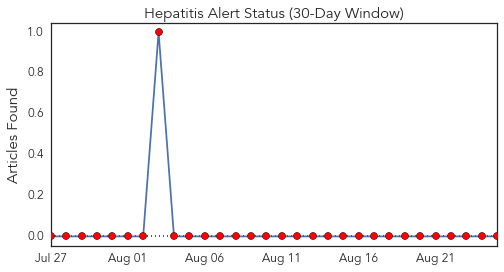 Hepatitis Alert Status (30-Day Window)
Articles Found
1.0
0.8
0.6
0.4
0.2
0.0
Jul 27 Aug 01 Aug 06 Aug 11 Aug 16 Aug 21